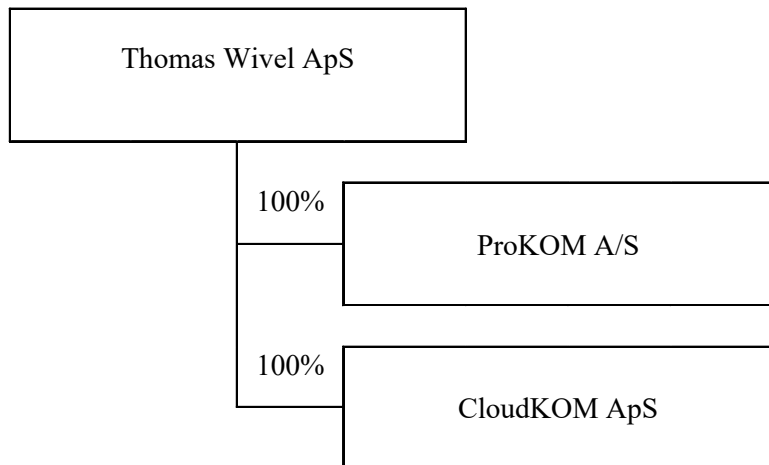 Thomas Wivel ApS
100%
ProKOM A/S
100%
CloudKOM ApS